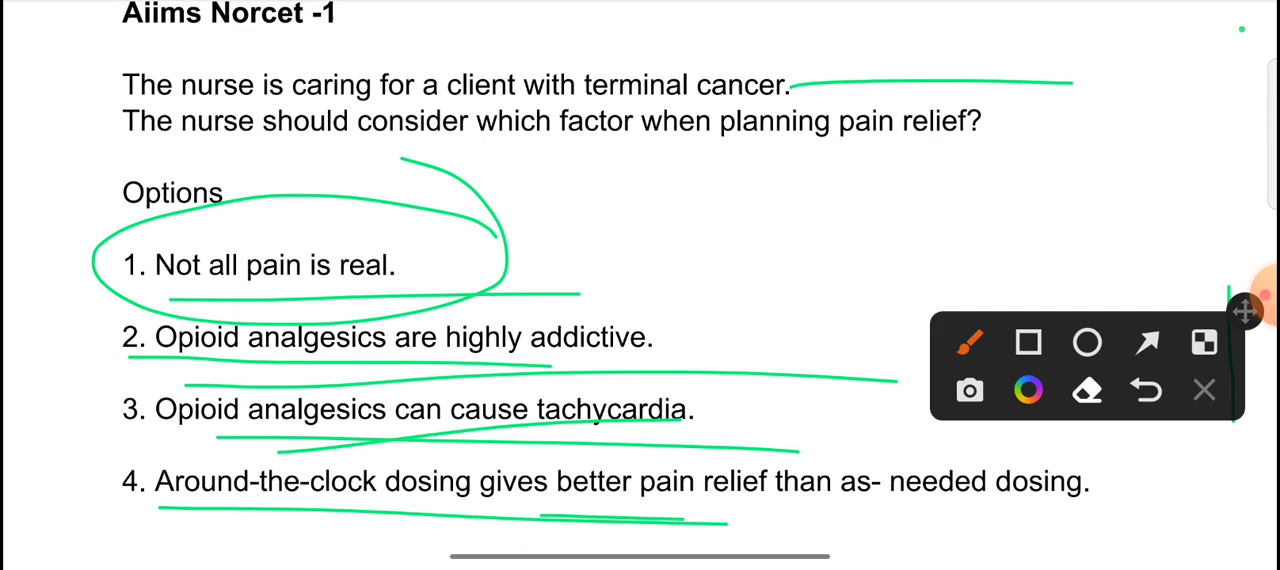 Aiims Norcet -1
The nurse is caring for a client with terminal cancer.
The nurse should consider which factor when planning pain relief?
Options
1. Not all pain is real.
2. Opioid analgesics are highly addictive.
3. Opioid analgesics can cause tachycardia.
4. Around-the-clock dosing gives better pain relief than as- needed dosing.